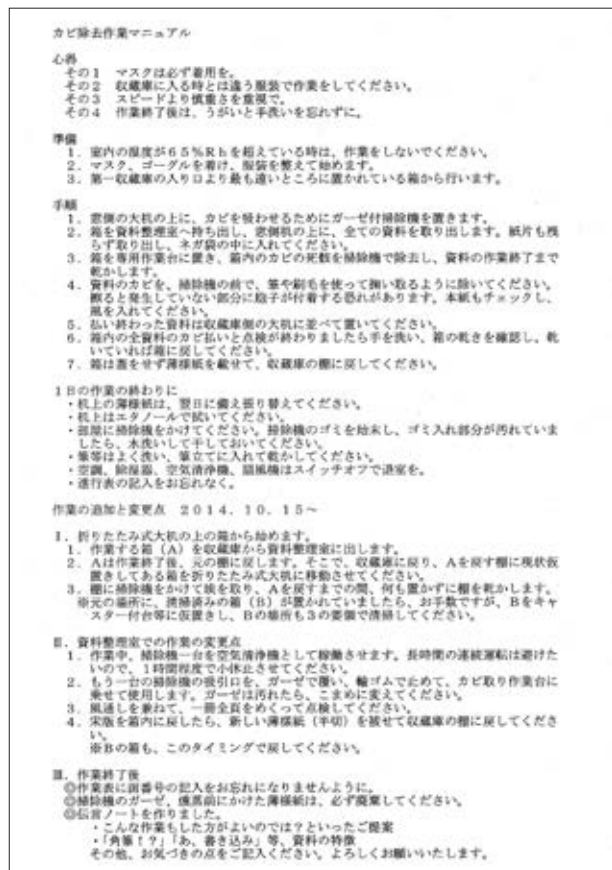 カビ除去作業マニュアル
心得
その1 マスクは必ず着用を。
その2 収蔵庫に入る時とは違う服装で作業をしてください。
その3 スピードより慎重さを重視で。
その4 作業終了後は、うがいと手洗いを忘れずに。
準備
1. 室内の湿度が65%Rhを超えている時は、作業をしないでください。
2. マスク、ゴーグルを着け、服装を整えて始めます。
3. 第一収蔵庫の入り口より最も遠いところに置かれている箱から行います。
手順
1. 窓側の大机の上に、カビを吸わせるためにガーゼ付掃除機を置きます。
2. 箱を資料整理室へ持ち出し、窓側机の上に、全ての資料を取り出します。紙片も残
らず取り出し、ネガ袋の中に入れてください。
3. 箱を専用作業台に置き、箱内のカビの死骸を掃除機で除去し、資料の作業終了まで
乾かします。
4. 資料のカビを、掃除機の前で、筆や刷毛を使って掬い取るように除いてください。
擦ると発生していない部分に胞子が付着する恐れがあります。本紙もチェックし、
風を入れてください。
5. 払い終わった資料は収蔵庫側の大机に並べて置いてください。
6. 箱内の全資料のカビ払いと点検が終わりましたら手を洗い、箱の乾きを確認し、乾
いていれば箱に戻してください。
7. 箱は蓋をせず薄様紙を載せて、収蔵庫の棚に戻してください。
1日の作業の終わりに
・机上の薄様紙は、翌日に備え張り替えてください。
・机上はエタノールで拭いてください。
・部屋に掃除機をかけてください。掃除機のゴミを始末し、ゴミ入れ部分が汚れていま
したら、水洗いして干しておいてください。
・筆等はよく洗い、筆立てに入れて乾かしてください。
・空調、除湿器、空気清浄機、扇風機はスイッチオフで退室を。
・進行表の記入をお忘れなく。
作業の追加と変更点 2014.10.15~
Ⅰ. 折りたたみ式大机の上の箱から始めます。
1. 作業する箱(A)を収蔵庫から資料整理室に出します。
2. Aは作業終了後、元の棚に戻します。そこで、収蔵庫に戻り、Aを戻す棚に現状仮
置きしてある箱を折りたたみ式大机に移動させてください。
3. 棚に掃除機をかけて埃を取り、Aを戻すまでの間、何も置かずに棚を乾かします。
※元の場所に、清掃済みの箱(B)が置かれていましたら、お手数ですが、Bをキャ
スター付台等に仮置きし、Bの場所も3の要領で清掃してください。
Ⅱ. 資料整理室での作業の変更点
1. 作業中、掃除機一台を空気清浄機として稼働させます。長時間の連続運転は避けた
いので、1時間程度で小休止させてください。
2. もう一台の掃除機の吸引口を、ガーゼで覆い、輪ゴムで止めて、カビ取り作業台に
乗せて使用します。ガーゼは汚れたら、こまめに変えてください。
3. 風通しを兼ねて、一冊全頁をめくって点検してください。
4. 宋版を箱内に戻したら、新しい薄様紙(半切)を被せて収蔵庫の棚に戻してくださ
い。
※Bの箱も、このタイミングで戻してください。
Ⅲ. 作業終了後
◎作業表に函番号の記入をお忘れになりませんように。
◎掃除機のガーゼ、にかけた薄様紙は、必ず廃棄してください。
◎伝言ノートを作りました。
・こんな作業もした方がよいのでは?といったご提案
・「角筆!?」「あ、書き込み」等、資料の特徴
その他、お気づきの点をご記入ください。よろしくお願いいたします。